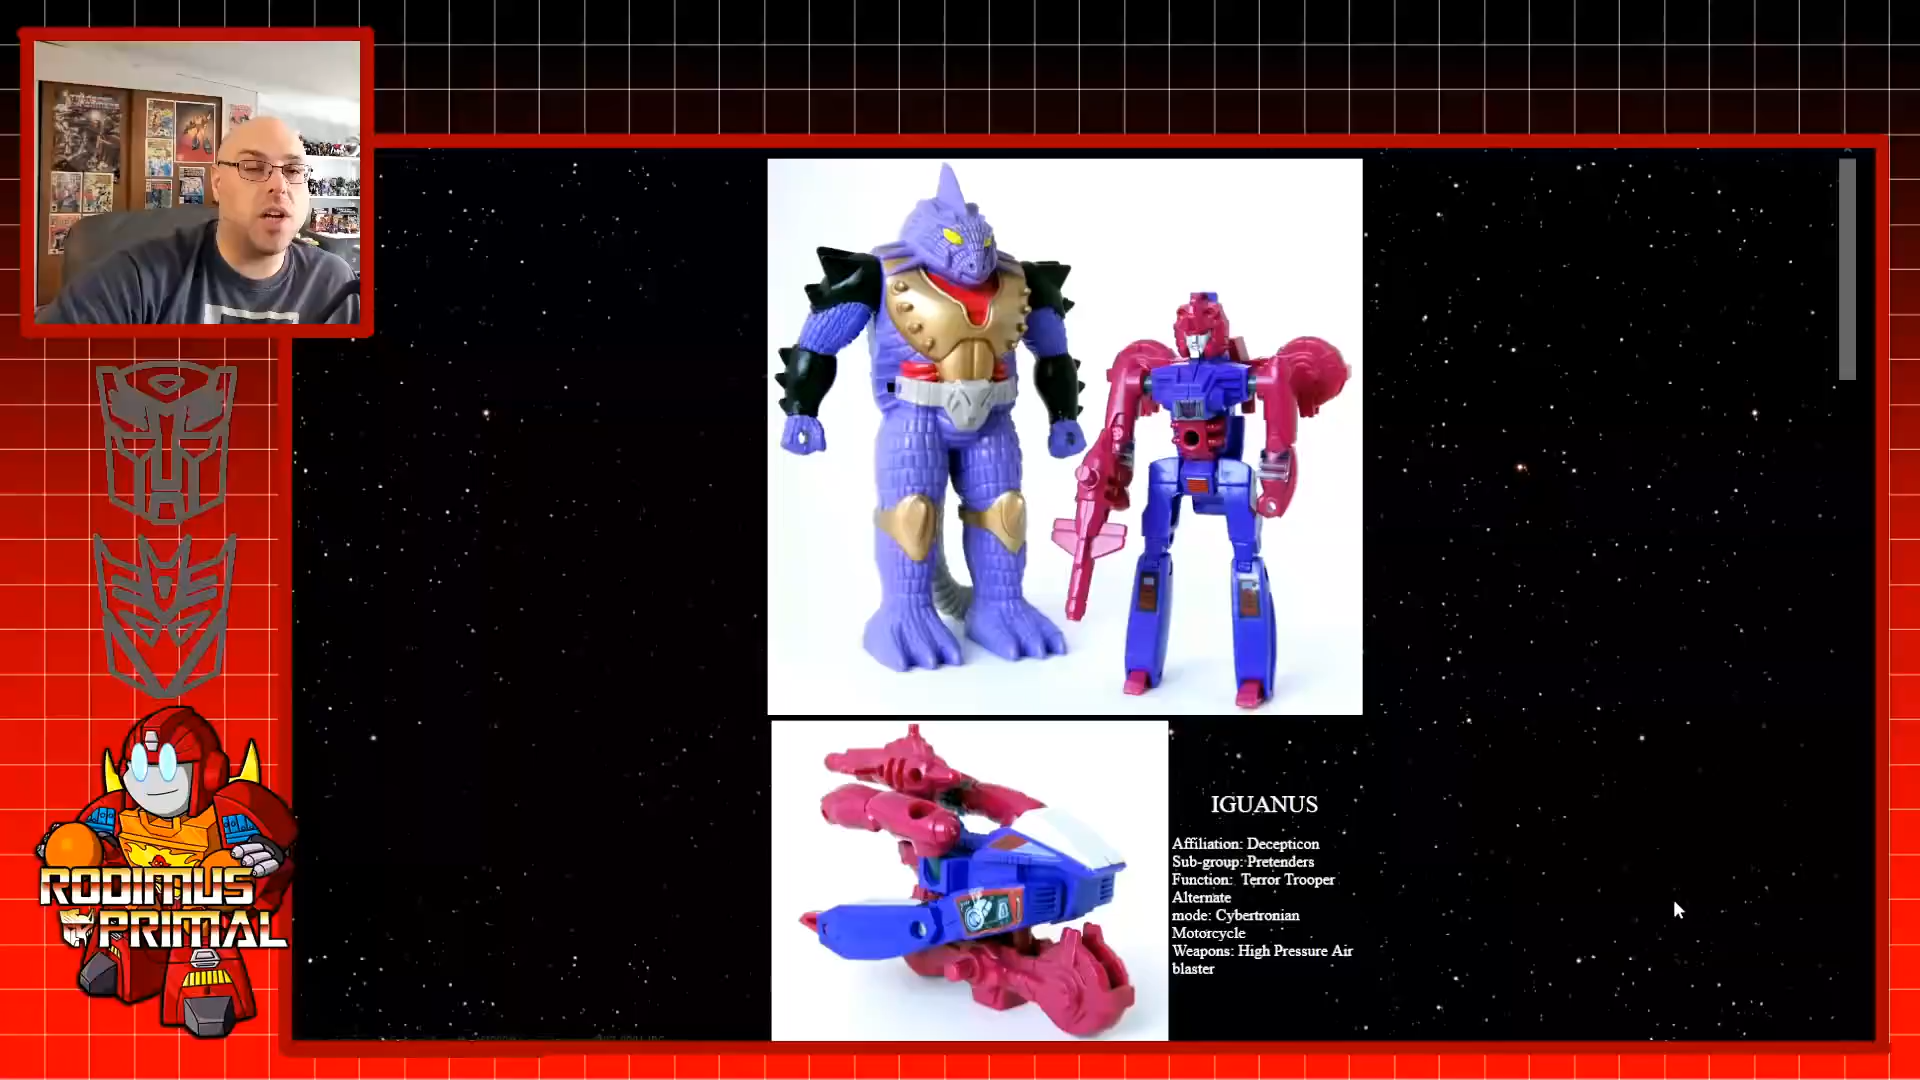 IGUANUS
Affiliation: Decepticon
Sub-group: Pretenders
Function: Terror Trooper
Alternate
mode: Cybertronian
Motorcycle
Weapons: High Pressure Air
blaster
RODIMUS
PRIMAL